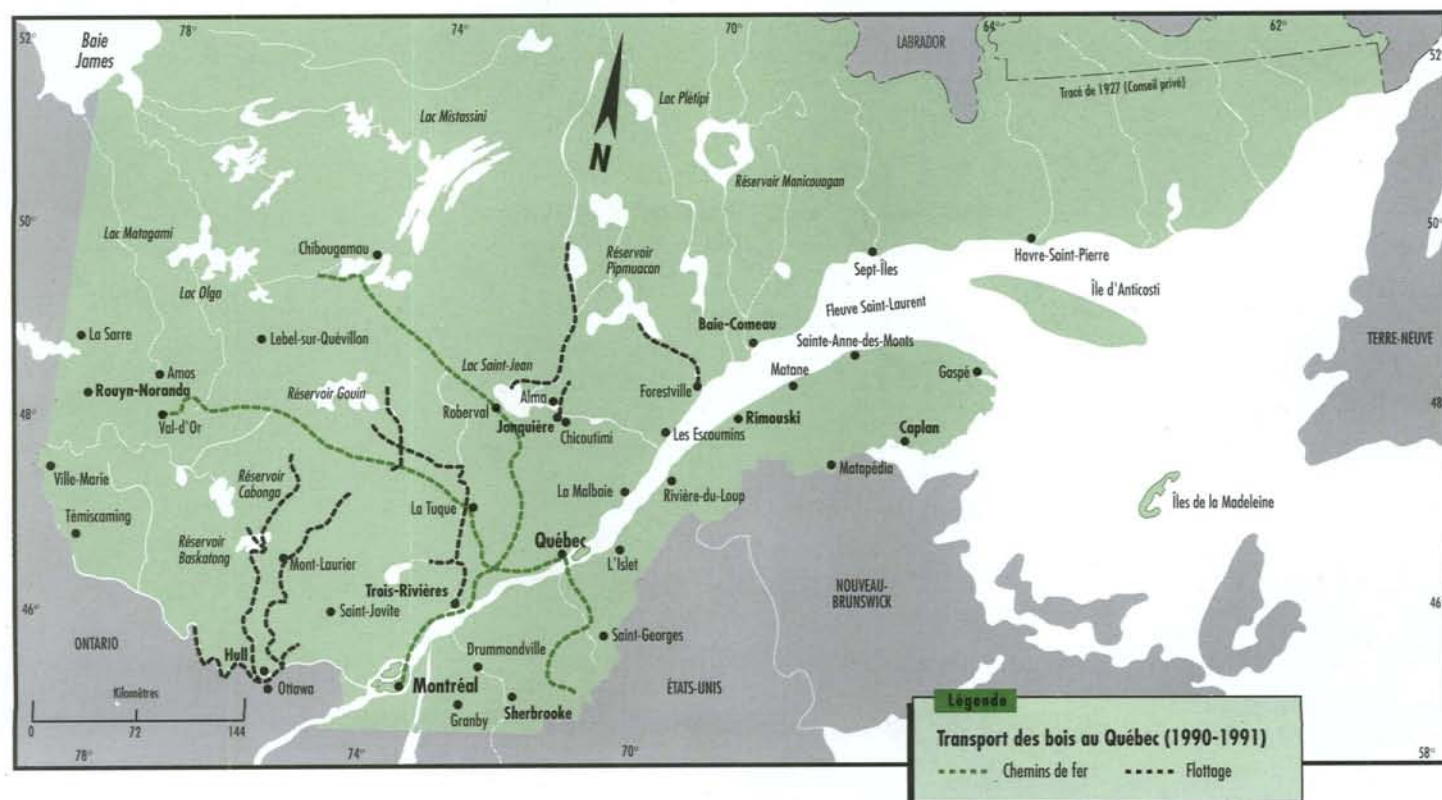 52°
78°
74°
70°
64°
62°
Baie
James
LABRADOR
52°
Tracé de 1927 (Conseil privé)
Lac Mistassini
Lac Plétipi
N
Réservoir Manicouagan
50°
50°
Lac Matagami
Chibougamau
Réservoir
Pipmuacan
Sept-Îles
Havre-Saint-Pierre
Lac Olga
Île d'Anticosti
Fleuve Saint-Laurent
La Sarre
Lebel-sur-Quévillon
Baie-Comeau
Sainte-Anne-des-Monts
TERRE-NEUVE
Lac Saint-Jean
Matane
Amos
Gaspé
Rouyn-Noranda
Réservoir Gouin
Alma
Forestville
48°
48°
Val-d'Or
Roberval
Jonquière
Chicoutimi
Rimouski
Les Escoumins
Caplan
Ville-Marie
Réservoir
Cabonga
Matapédia
La Malbaie
Rivière-du-Loup
Îles de la Madeleine
La Tuque
Témiscaming
Réservoir
Baskatong
Mont-Laurier
Québec
L'Islet
Trois-Rivières
NOUVEAU-
BRUNSWICK
46°
46°
Saint-Jovite
ONTARIO
Drummondville
Saint-Georges
Hull
Ottawa
Montréal
ÉTATS-UNIS
Kilomètres
Granby
Sherbrooke
0
72
144
78°
74°
70°
58°
Légende
Transport des bois au Québec (1990-1991)
Chemins de fer
Flottage